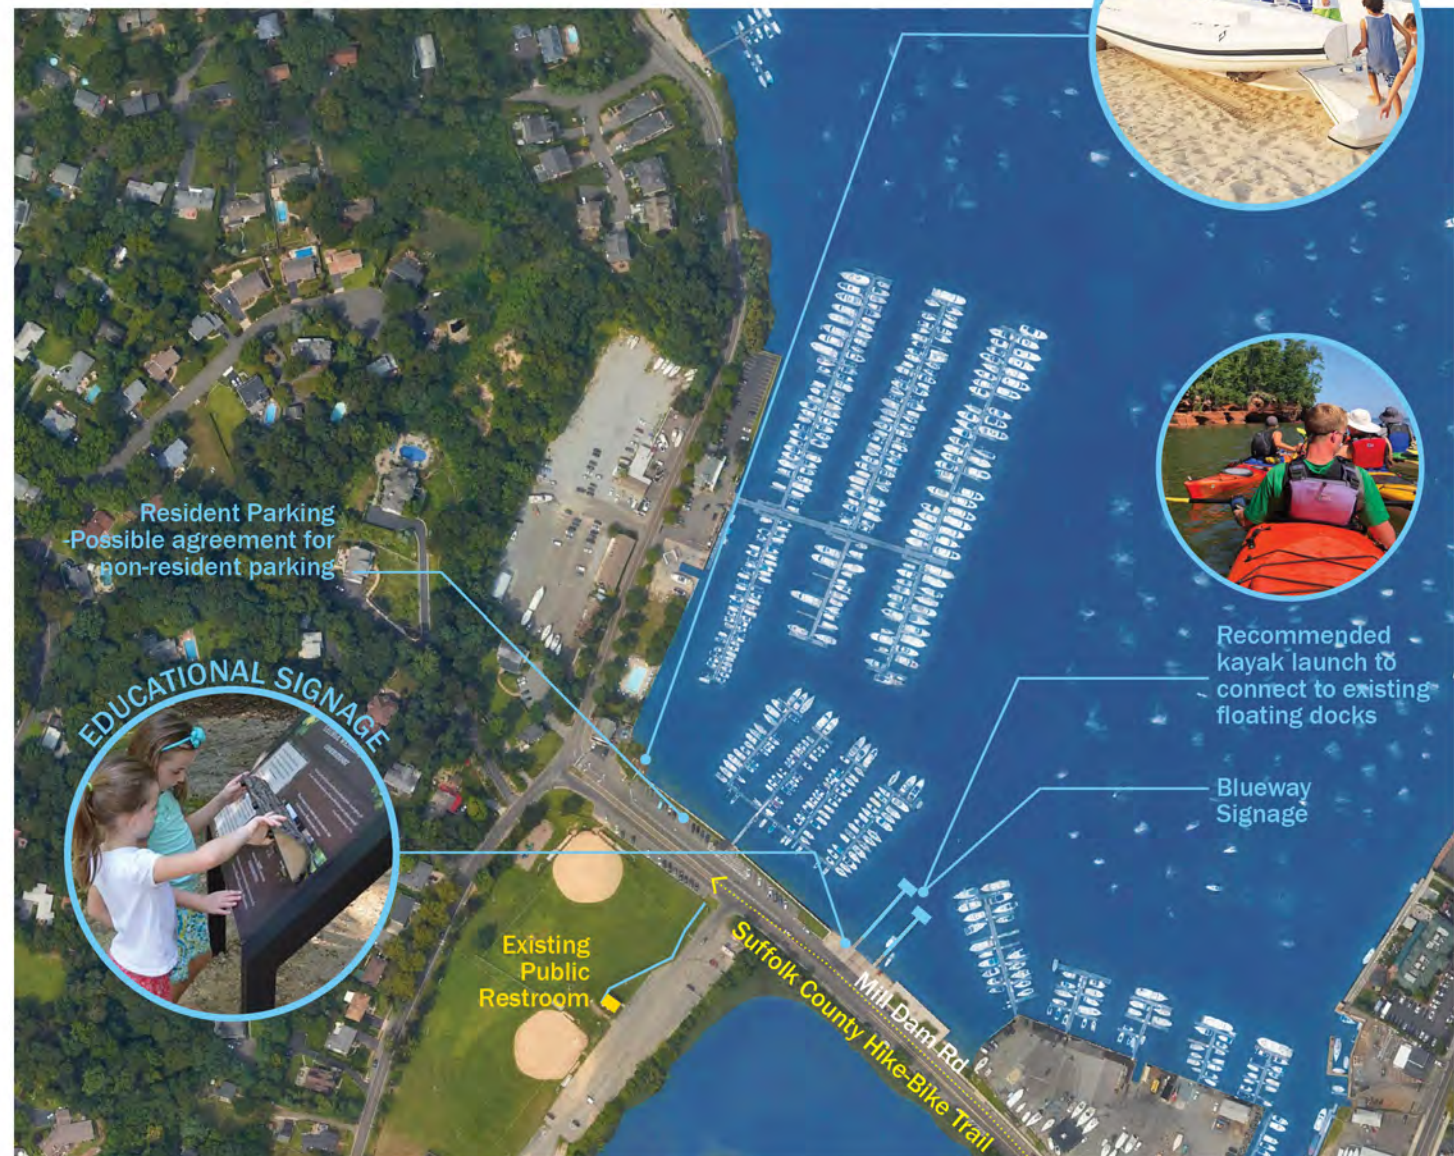 Resident Parking
-Possible agreement for
non-resident parking
EDUCATIONAL SIGNAGE
Recommended
kayak launch to
connect to existing
floating docks
Blueway
Signage
Existing
Public
Restroom
Mill Dam Rd
Suffolk County Hike-Bike Trail